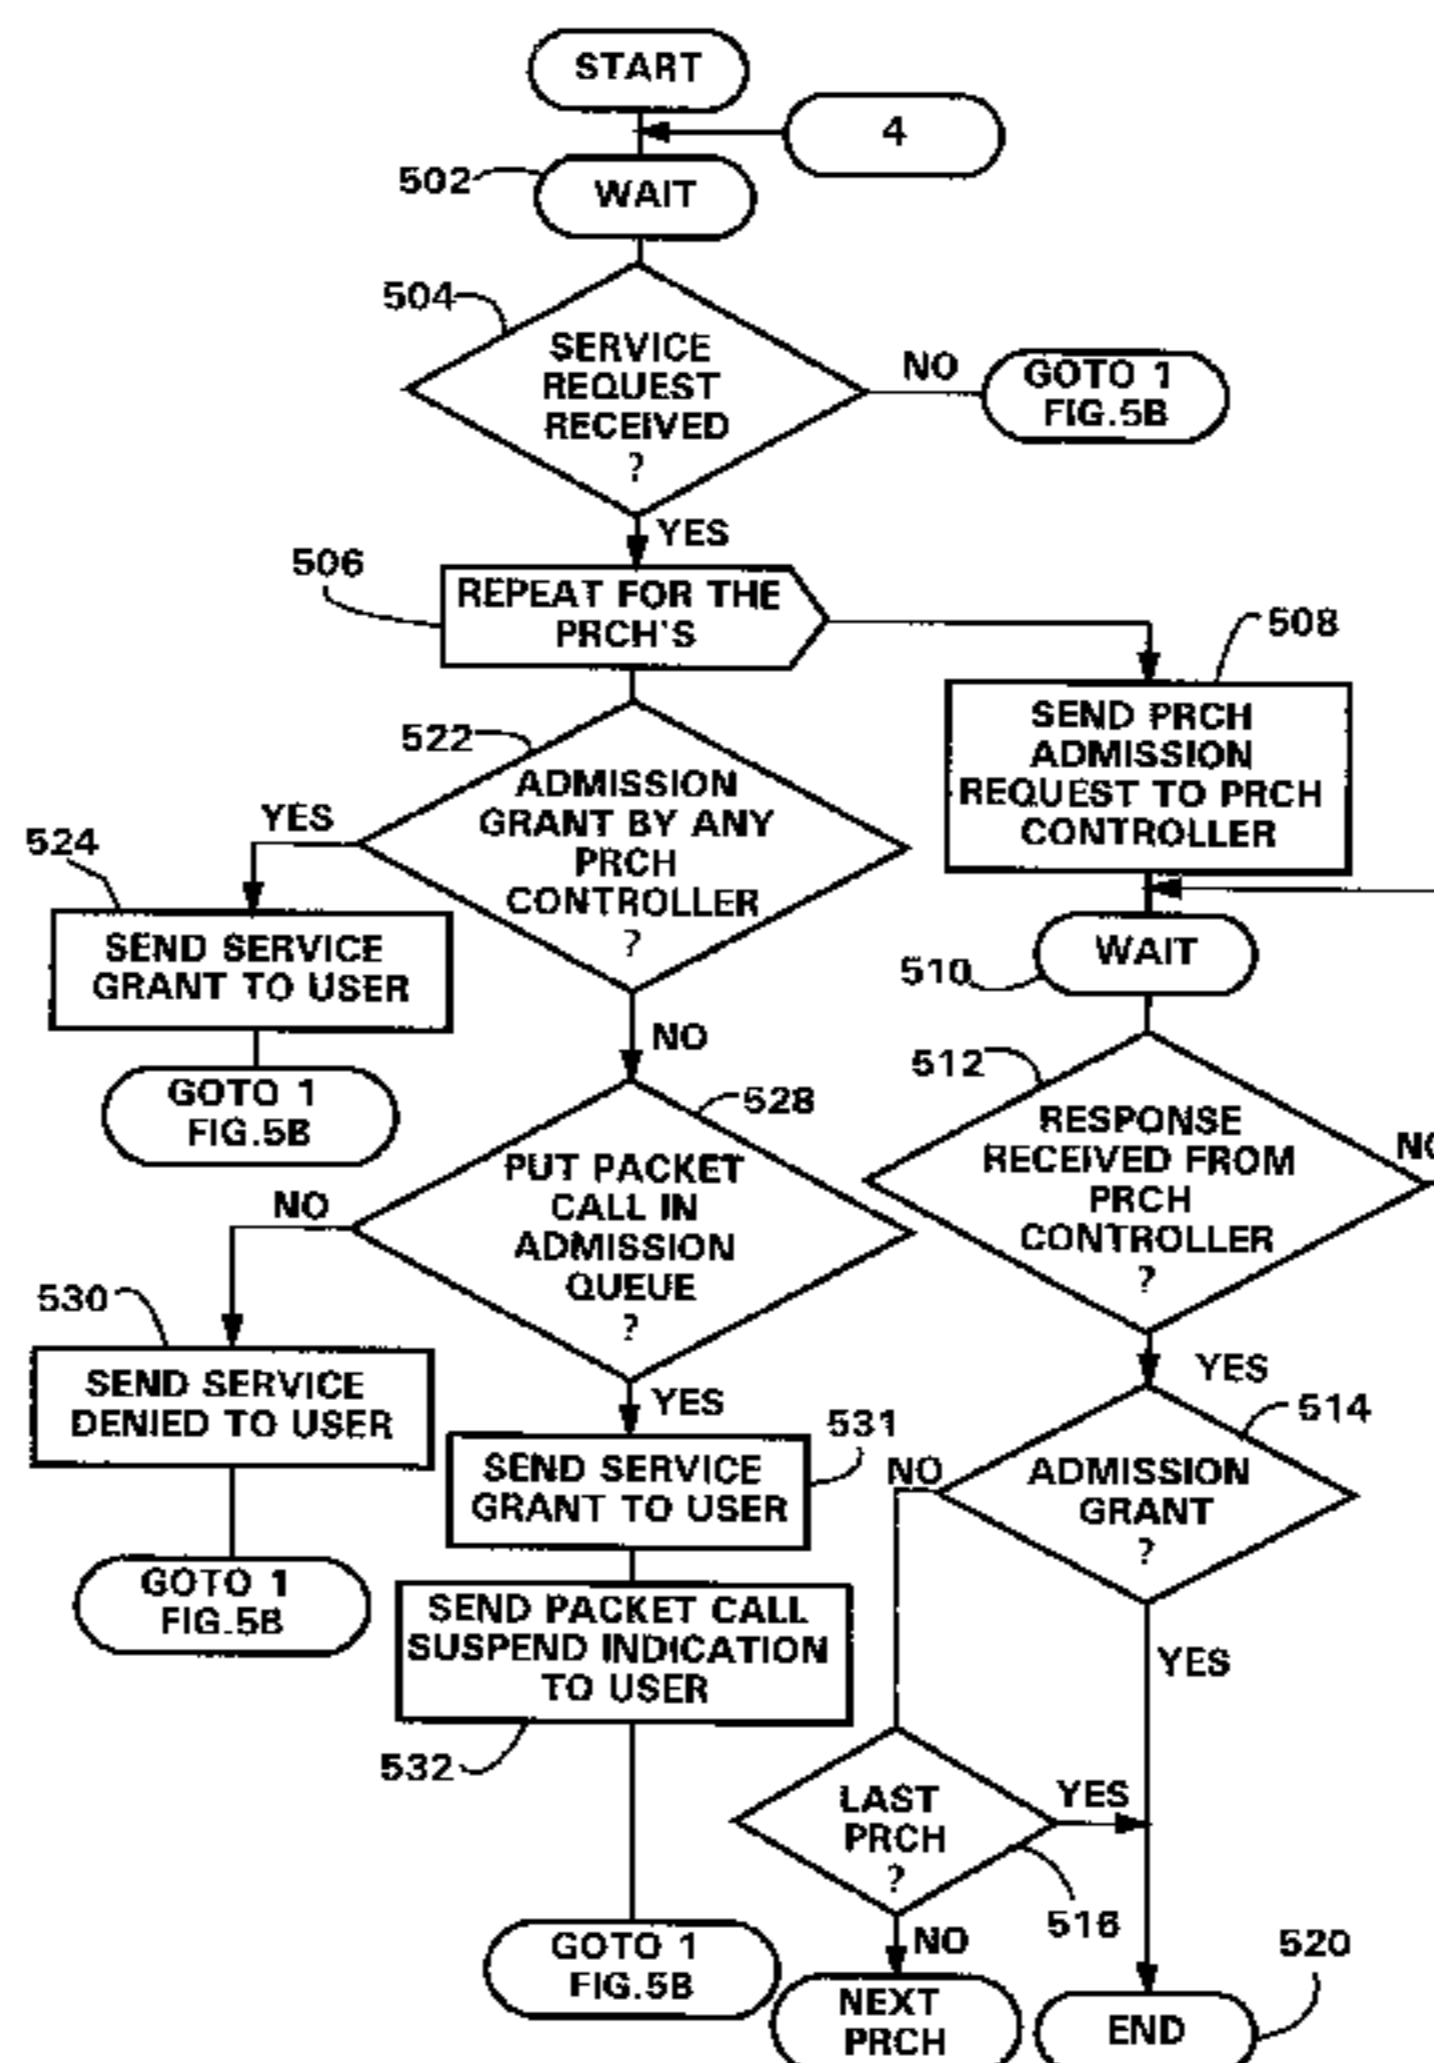 START
4
502
WAIT
504
SERVICE
REQUEST
RECEIVED
?
NO
GOTO 1
FIG.5B
YES
506
REPEAT FOR THE
PRCH'S
508
SEND PRCH
ADMISSION
REQUEST TO PRCH
CONTROLLER
522
ADMISSION
GRANT BY ANY
PRCH
CONTROLLER
?
YES
524
SEND SERVICE
GRANT TO USER
GOTO 1
FIG.5B
NO
510
WAIT
512
RESPONSE
RECEIVED FROM
PRCH
CONTROLLER
?
NO
YES
528
PUT PACKET
CALL IN
ADMISSION
QUEUE
?
NO
530
SEND SERVICE
DENIED TO USER
GOTO 1
FIG.5B
YES
531
SEND SERVICE
GRANT TO USER
SEND PACKET CALL
SUSPEND INDICATION
TO USER
532
GOTO 1
FIG.5B
514
ADMISSION
GRANT
?
NO
YES
LAST
PRCH
?
YES
516
NO
NEXT
PRCH
520
END